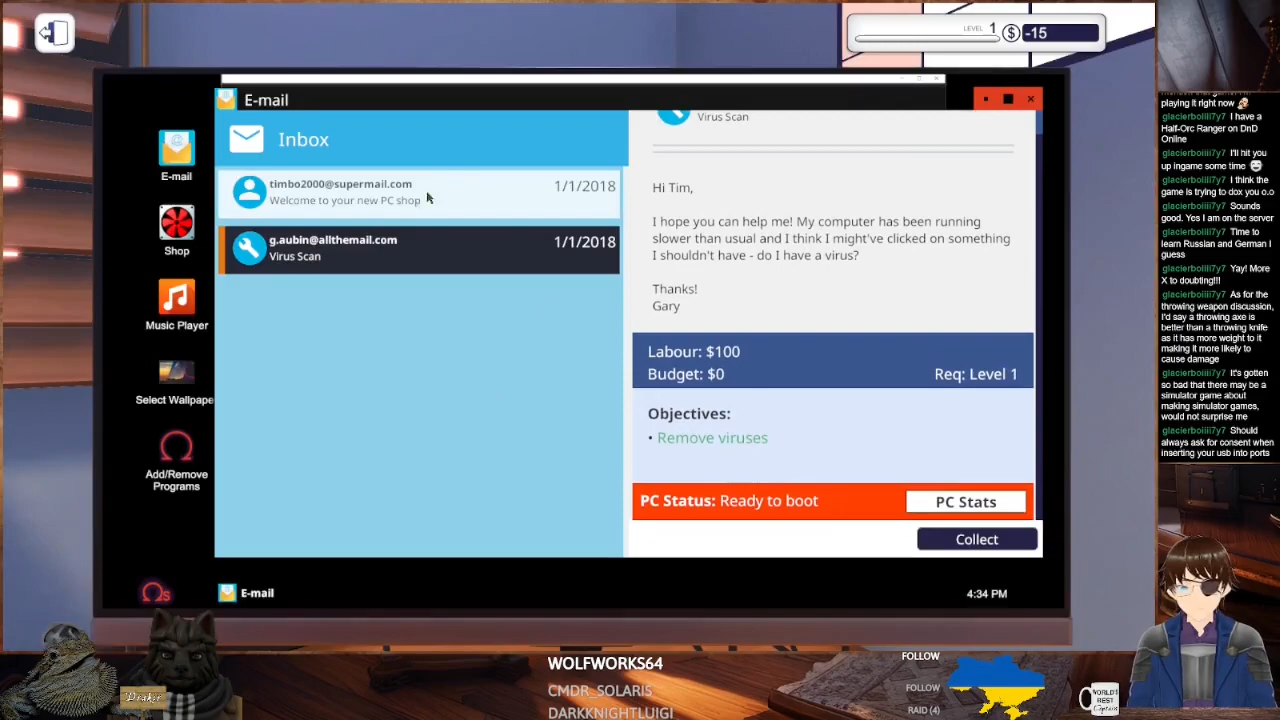 LEVEL 1 $ -15
E-mail
Inbox
timbo2000@supermail.com 1/1/2018
Welcome to your new PC shop
g.aubin@allthemail.com 1/1/2018
Virus Scan
Virus Scan
Hi Tim,
I hope you can help me! My computer has been running
slower than usual and I think I might've clicked on something
I shouldn't have - do I have a virus?
Thanks!
Gary
Labour: $100
Budget: $0 Req: Level 1
Objectives:
• Remove viruses
PC Status: Ready to boot PC Stats
Collect
E-mail
Shop
Music Player
Select Wallpape
Add/Remove
Programs
Ωs E-mail 4:34 PM
playing it right now
glacierboiiii7y7 I have a
Half-Orc Ranger on DnD
Online
glacierboiiii7y7 I'll hit you
up ingame some time
glacierboiiii7y7 I think the
game is trying to dox you o.o
glacierboiiii7y7 Sounds
good. Yes I am on the server
glacierboiiii7y7 Time to
learn Russian and German I
guess
glacierboiiii7y7 Yay! More
X to doubting!!!
glacierboiiii7y7 As for the
throwing weapon discussion,
I'd say a throwing axe is
better than a throwing knife
as it has more weight to it
making it more likely to
cause damage
glacierboiiii7y7 It's gotten
so bad that there may be a
simulator game about
making simulator games,
would not surprise me
glacierboiiii7y7 Should
always ask for consent when
inserting your usb into ports
Drakir
WOLFWORKS64
CMDR_SOLARIS
DARKKNIGHTLUIGI
FOLLOW
FOLLOW
RAID (4)
WORLD'S
BEST
Captain